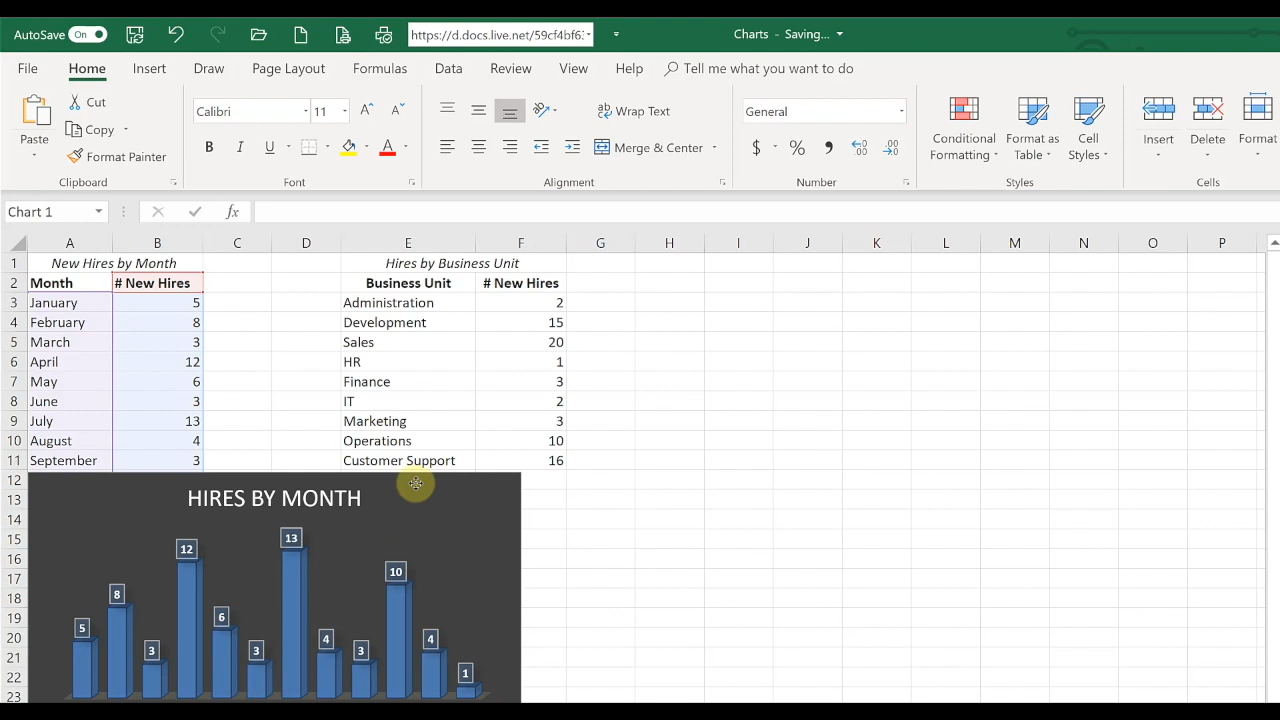 AutoSave On https://d.docs.live.net/59cf4bf6 Charts - Saving...
File Home Insert Draw Page Layout Formulas Data Review View Help Tell me what you want to do
Paste Cut Copy Format Painter Clipboard
Calibri 11 B I U A Font
Wrap Text Merge & Center Alignment
General $ % Number
Conditional Formatting Format as Table Cell Styles Styles
Insert Delete Format Cells
Chart 1 fx
A B C D E F G H I J K L M N O P
1 New Hires by Month Hires by Business Unit
2 Month # New Hires Business Unit # New Hires
3 January 5 Administration 2
4 February 8 Development 15
5 March 3 Sales 20
6 April 12 HR 1
7 May 6 Finance 3
8 June 3 IT 2
9 July 13 Marketing 3
10 August 4 Operations 10
11 September 3 Customer Support 16
12
13 HIRES BY MONTH
14
15 13
16 12
17 10
18 8
19 6
20 5 4 4
21 3 3 3
22 1
23